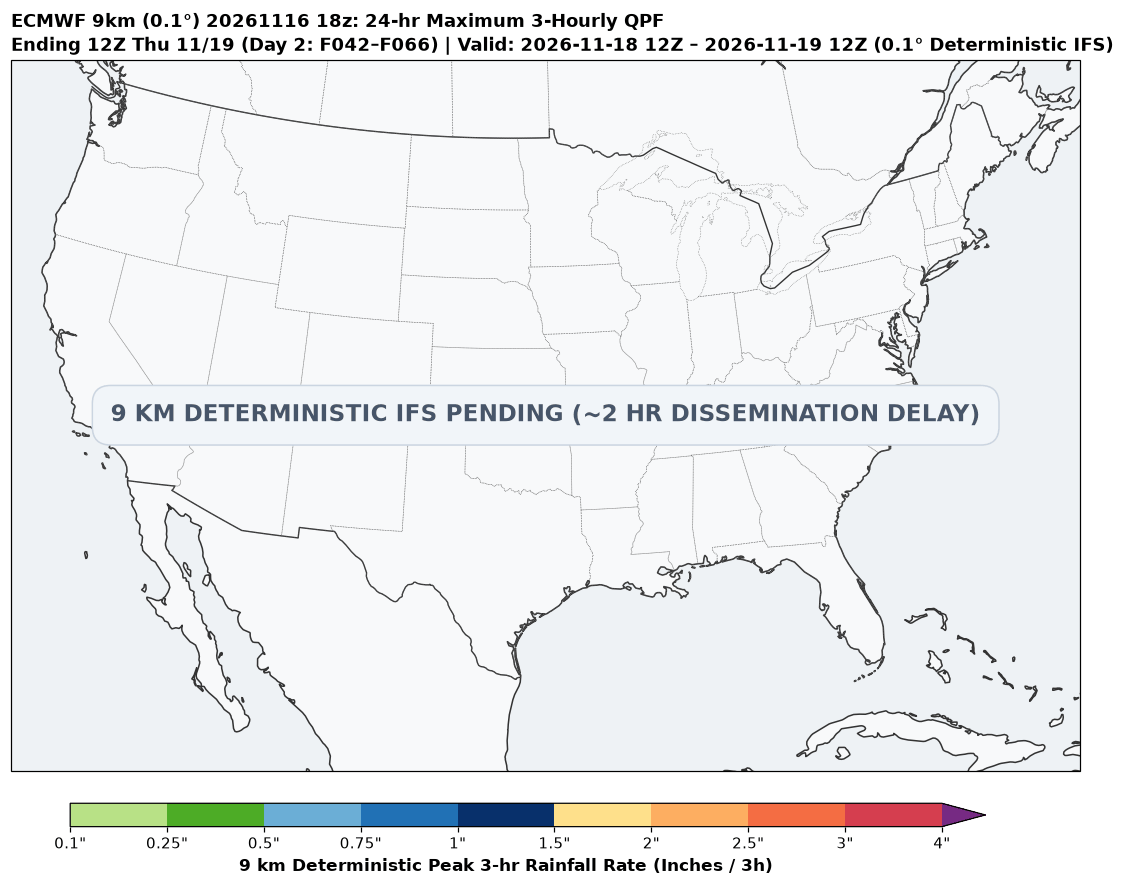 ECMWF 9km (0.1°) 20261116 18z: 24-hr Maximum 3-Hourly QPF
Ending 12Z Thu 11/19 (Day 2: F042–F066) | Valid: 2026-11-18 12Z – 2026-11-19 12Z (0.1° Deterministic IFS)
9 KM DETERMINISTIC IFS PENDING (~2 HR DISSEMINATION DELAY)
0.1" 0.25" 0.5" 0.75" 1" 1.5" 2" 2.5" 3" 4"
9 km Deterministic Peak 3-hr Rainfall Rate (Inches / 3h)